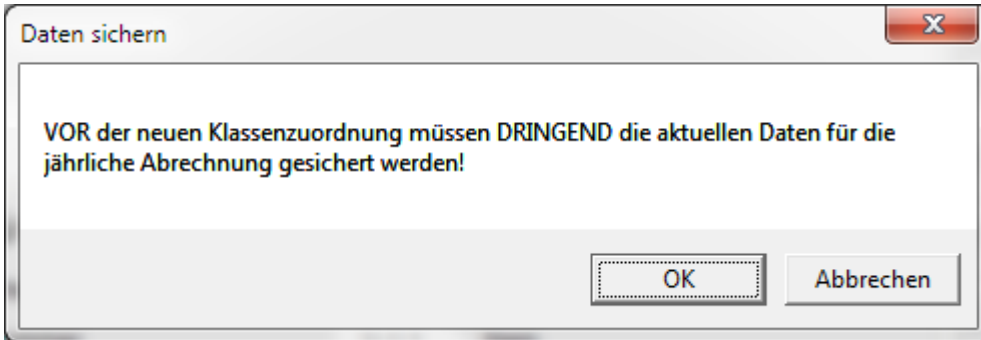 Daten sichern
VOR der neuen Klassenzuordnung müssen DRINGEND die aktuellen Daten für die
jährliche Abrechnung gesichert werden!
OK
Abbrechen